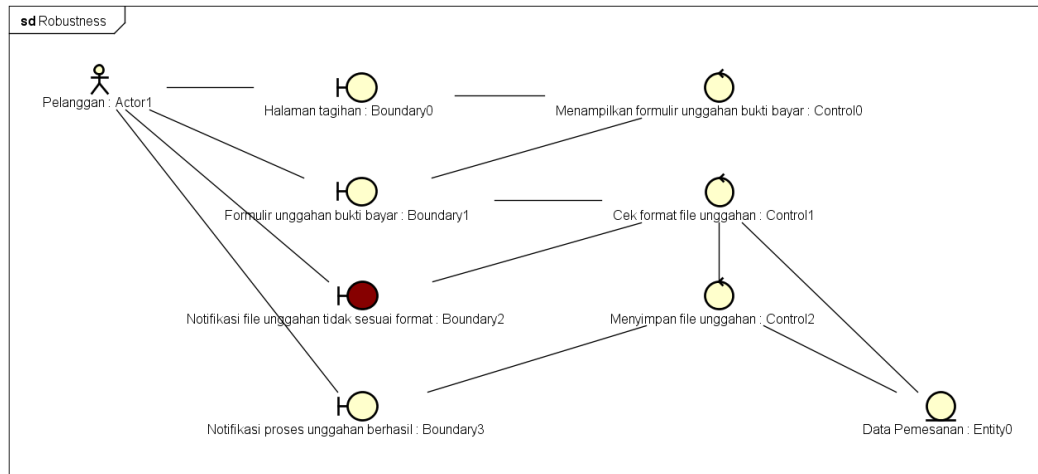 sd Robustness
Pelanggan : Actor1
Halaman tagihan : Boundary0
Menampilkan formulir unggahan bukti bayar : Control0
Formulir unggahan bukti bayar : Boundary1
Cek format file unggahan : Control1
Notifikasi file unggahan tidak sesuai format : Boundary2
Menyimpan file unggahan : Control2
Notifikasi proses unggahan berhasil : Boundary3
Data Pemesanan : Entity0